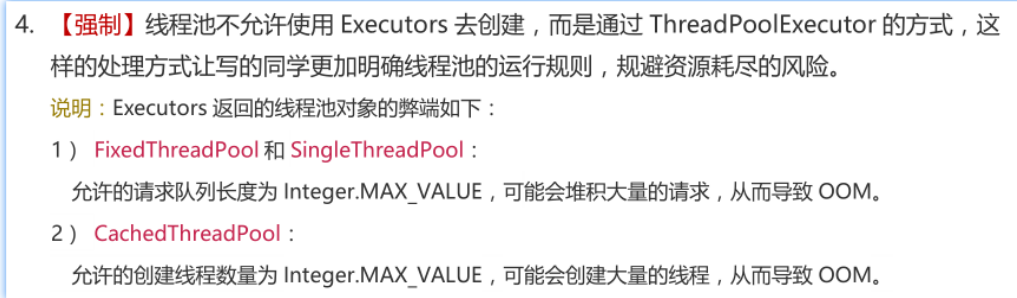 4. 【强制】线程池不允许使用 Executors 去创建，而是通过 ThreadPoolExecutor 的方式，这
样的处理方式让写的同学更加明确线程池的运行规则，规避资源耗尽的风险。
说明：Executors 返回的线程池对象的弊端如下：
1） FixedThreadPool 和 SingleThreadPool：
允许的请求队列长度为 Integer.MAX_VALUE，可能会堆积大量的请求，从而导致 OOM。
2） CachedThreadPool：
允许的创建线程数量为 Integer.MAX_VALUE，可能会创建大量的线程，从而导致 OOM。